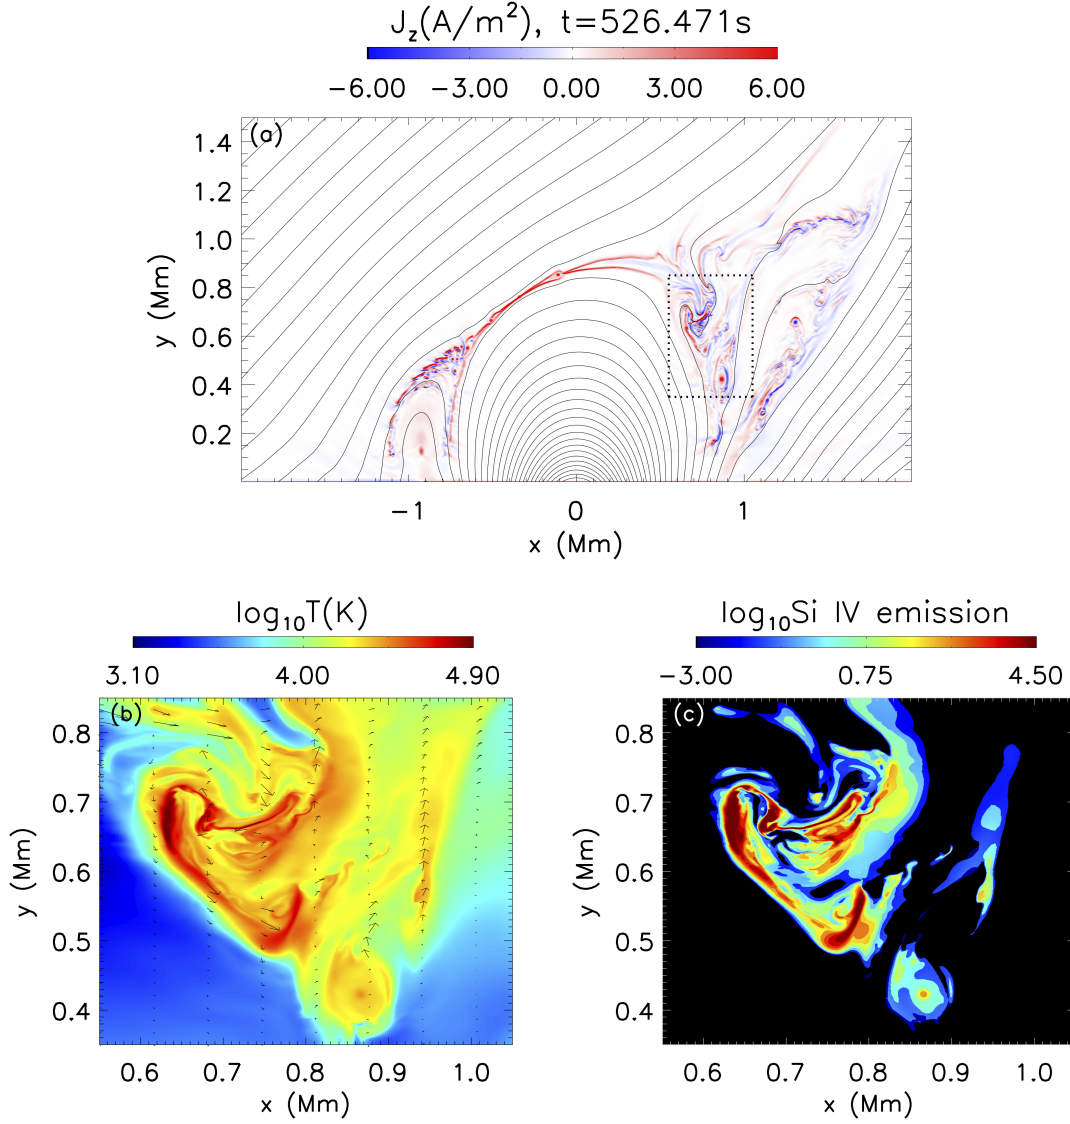 J_z(A/m^2), t=526.471s
−6.00 −3.00 0.00 3.00 6.00
(a)
1.4
1.2
1.0
0.8
0.6
0.4
0.2
y (Mm)
−1 0 1
x (Mm)
log_10T(K)
3.10 4.00 4.90
(b)
0.8
0.7
0.6
0.5
0.4
y (Mm)
0.6 0.7 0.8 0.9 1.0
x (Mm)
log_10Si IV emission
−3.00 0.75 4.50
(c)
0.8
0.7
0.6
0.5
0.4
y (Mm)
0.6 0.7 0.8 0.9 1.0
x (Mm)